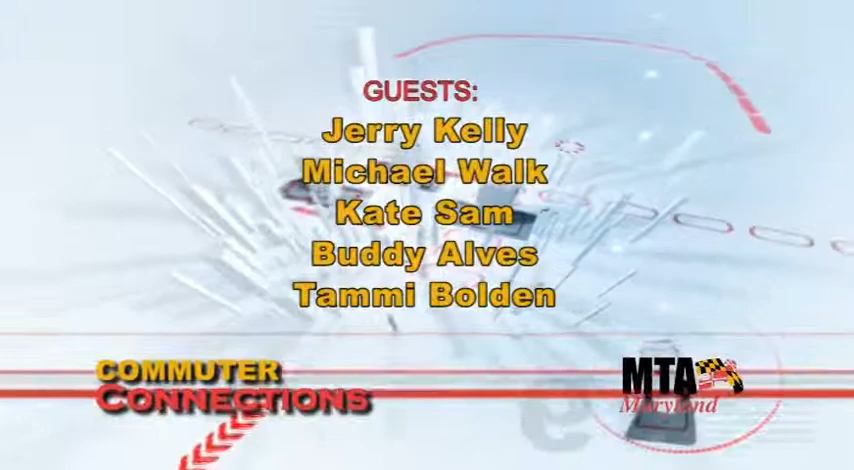 GUESTS:
Jerry Kelly
Michael Walk
Kate Sam
Buddy Alves
Tammi Bolden
COMMUTER
CONNECTIONS
MTA
Maryland